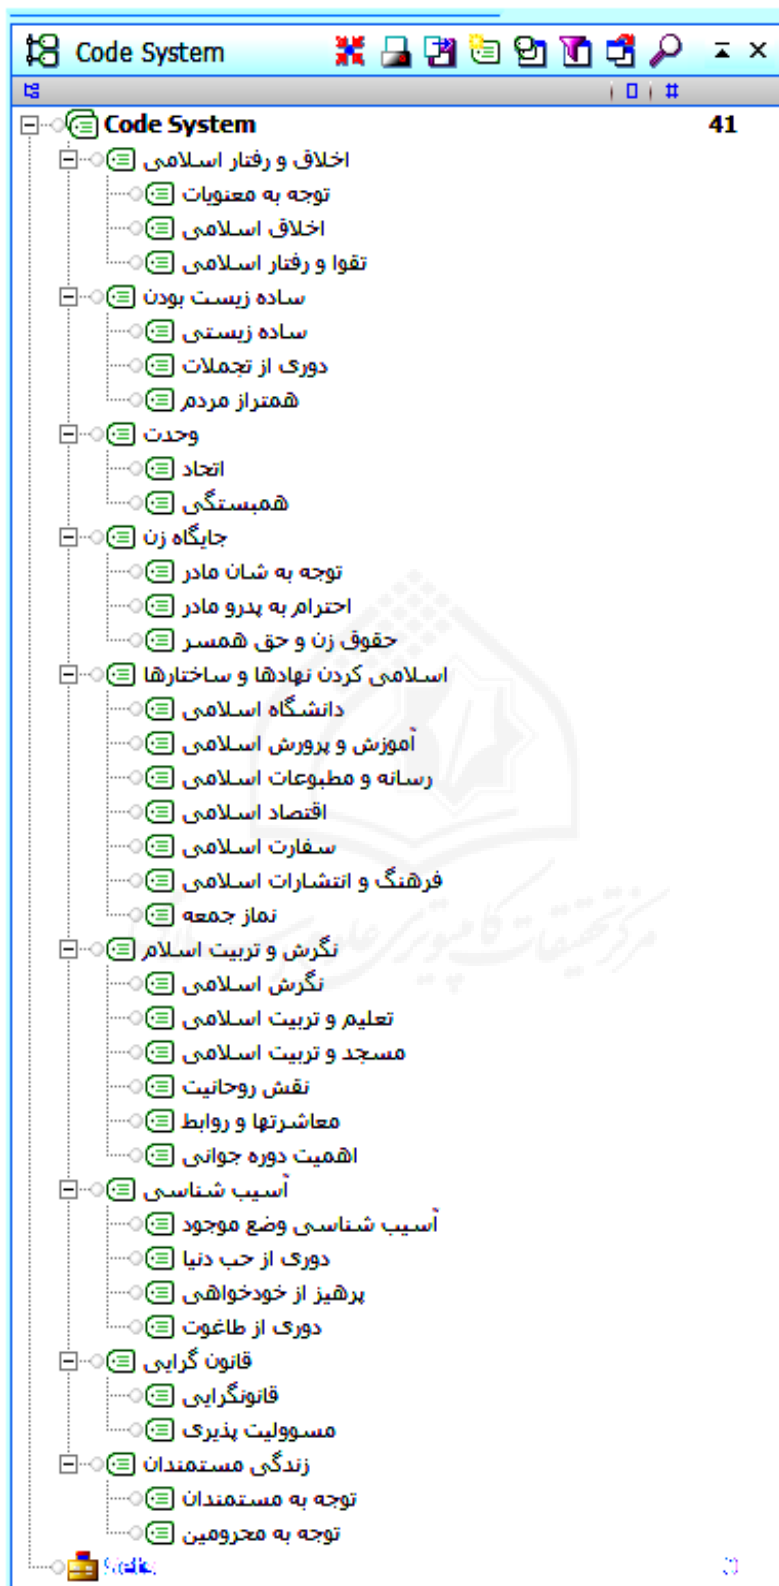 Code System
Code System 41
اخلاق و رفتار اسلامی
توجه به معنویات
اخلاق اسلامی
تقوا و رفتار اسلامی
ساده زیست بودن
ساده زیستی
دوری از تجملات
همتراز مردم
وحدت
اتحاد
همبستگی
جایگاه زن
توجه به شان مادر
احترام به پدرو مادر
حقوق زن و حق همسر
اسلامی کردن نهادها و ساختارها
دانشگاه اسلامی
آموزش و پرورش اسلامی
رسانه و مطبوعات اسلامی
اقتصاد اسلامی
سفارت اسلامی
فرهنگ و انتشارات اسلامی
نماز جمعه
نگرش و تربیت اسلام
نگرش اسلامی
تعلیم و تربیت اسلامی
مسجد و تربیت اسلامی
نقش روحانیت
معاشرتها و روابط
اهمیت دوره جوانی
آسیب شناسی
آسیب شناسی وضع موجود
دوری از حب دنیا
پرهیز از خودخواهی
دوری از طاغوت
قانون گرایی
قانونگرایی
مسوولیت پذیری
زندگی مستمندان
توجه به مستمندان
توجه به محرومین